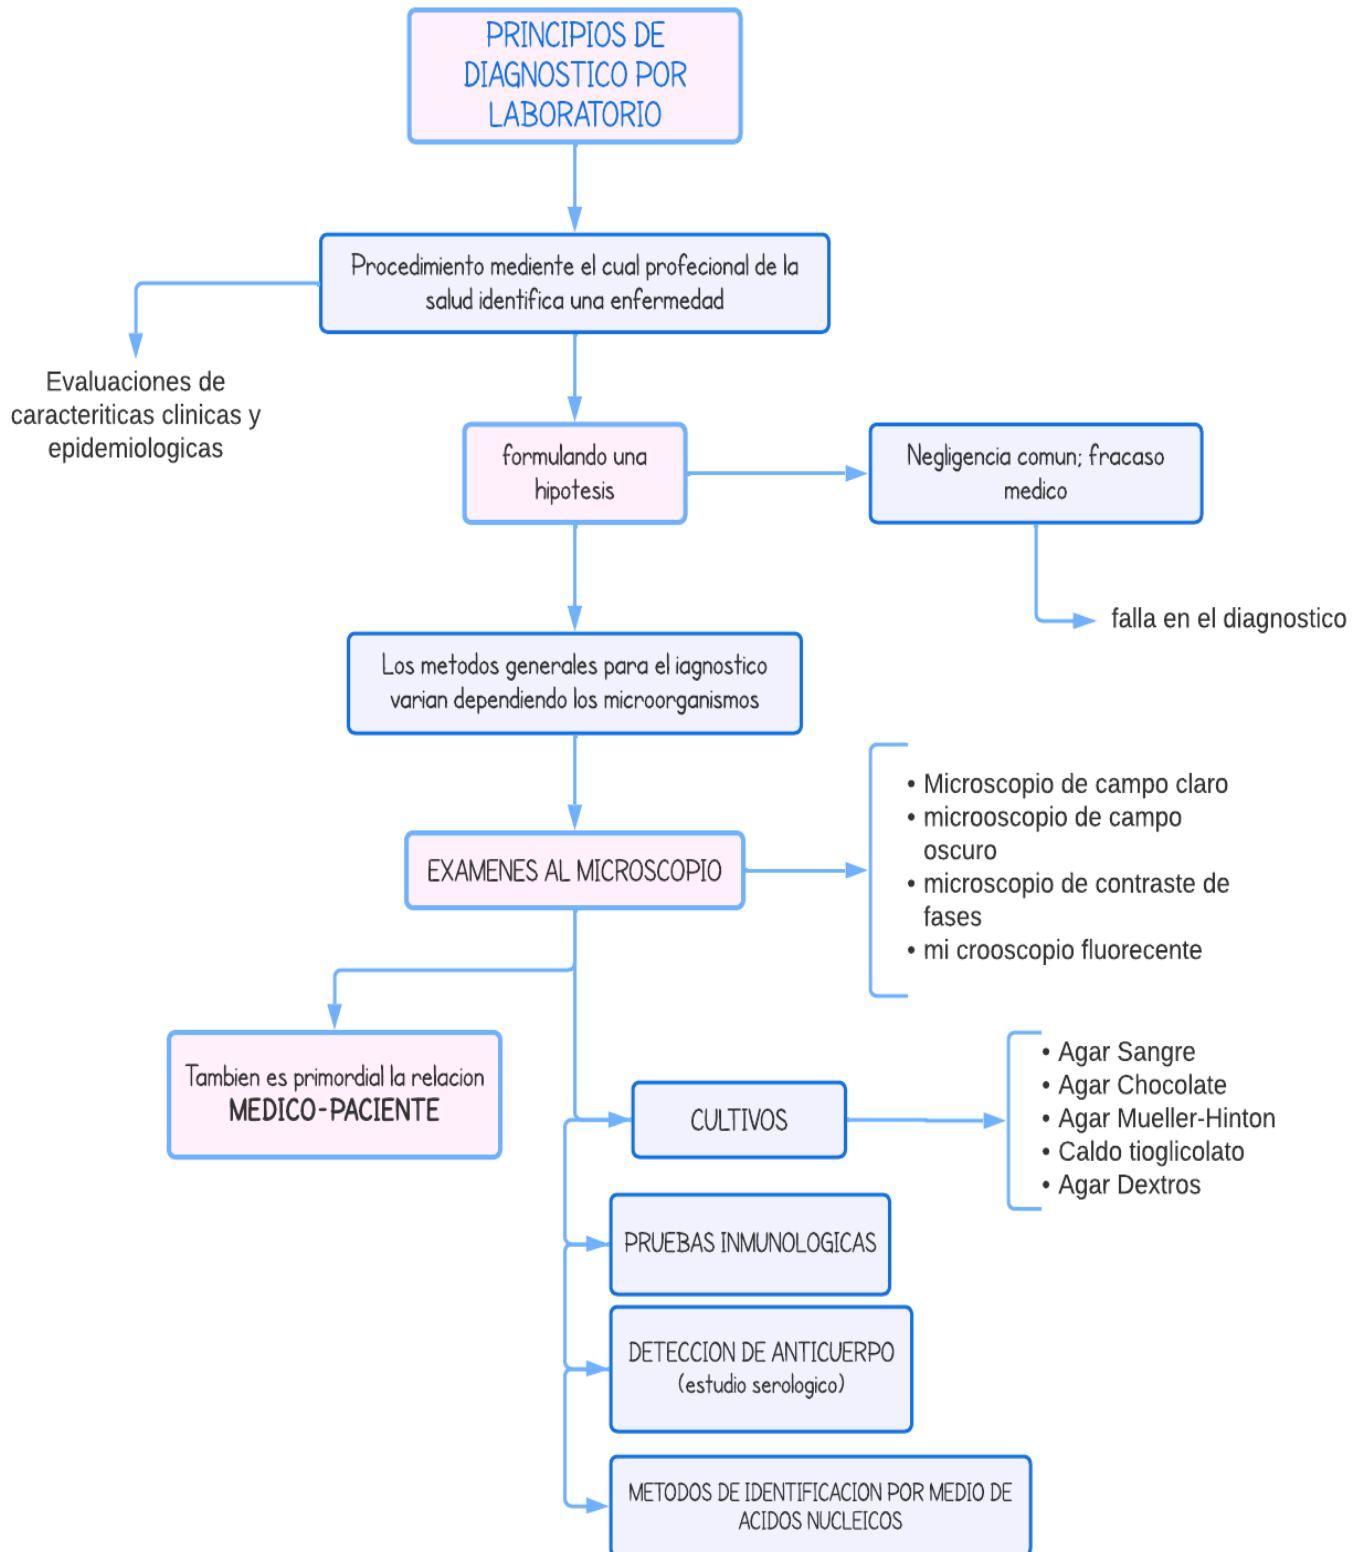 PRINCIPIOS DE
DIAGNOSTICO POR
LABORATORIO
Procedimiento mediente el cual profecional de la
salud identifica una enfermedad
Evaluaciones de
caracteriticas clinicas y
epidemiologicas
formulando una
hipotesis
Negligencia comun; fracaso
medico
falla en el diagnostico
Los metodos generales para el iagnostico
varian dependiendo los microorganismos
EXAMENES AL MICROSCOPIO
• Microscopio de campo claro
• microoscopio de campo
oscuro
• microscopio de contraste de
fases
• mi crooscopio fluorecente
Tambien es primordial la relacion
MEDICO-PACIENTE
CULTIVOS
• Agar Sangre
• Agar Chocolate
• Agar Mueller-Hinton
• Caldo tioglicolato
• Agar Dextros
PRUEBAS INMUNOLOGICAS
DETECCION DE ANTICUERPO
(estudio serologico)
METODOS DE IDENTIFICACION POR MEDIO DE
ACIDOS NUCLEICOS